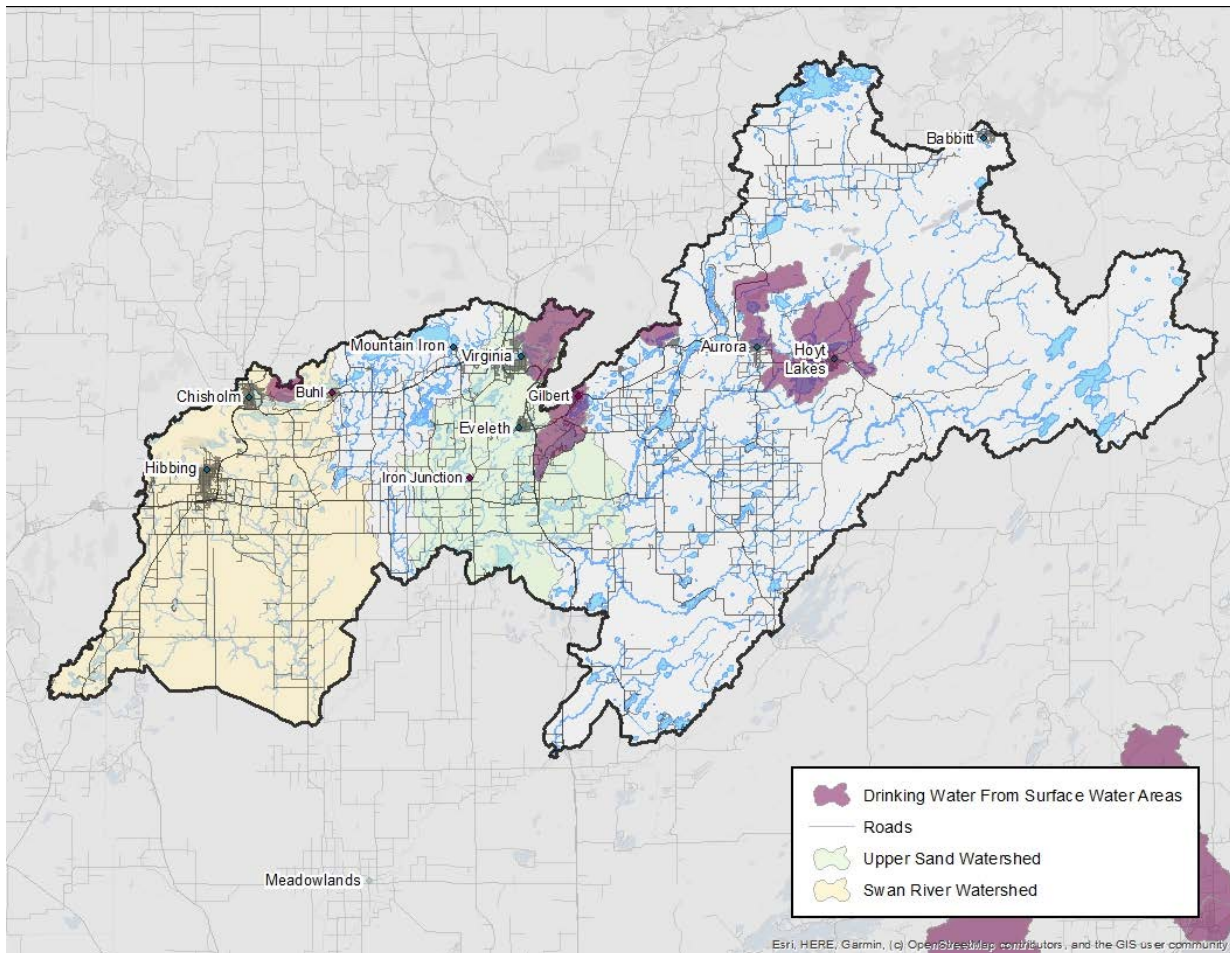 Babbitt
Mountain Iron
Virginia
Aurora
Hoyt
Lakes
Chisholm
Buhl
Gilbert
Eveleth
Hibbing
Iron Junction
Meadowlands
Drinking Water From Surface Water Areas
Roads
Upper Sand Watershed
Swan River Watershed
Esri, HERE, Garmin, (c) OpenStreetMap contributors, and the GIS user community